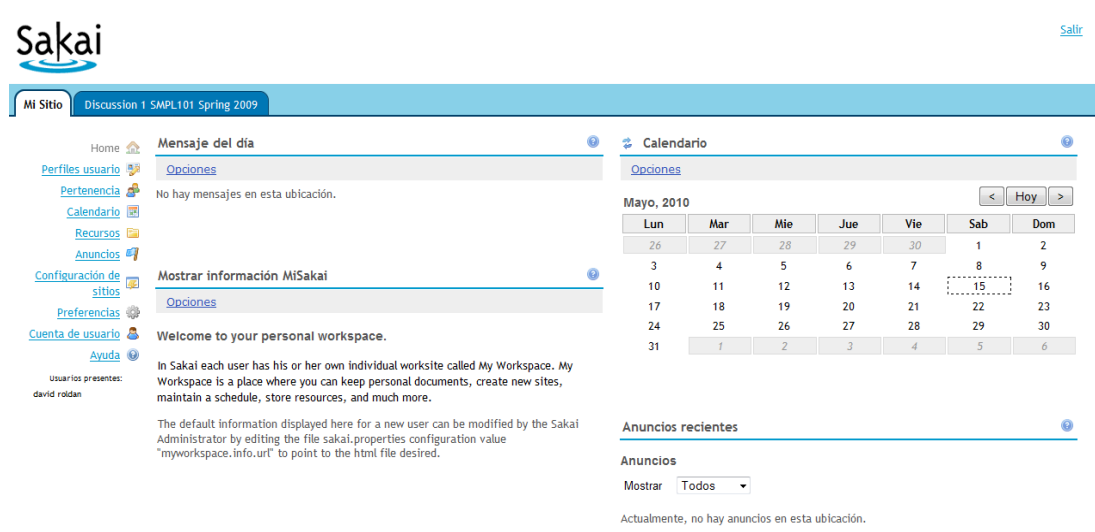 Sakai
Salir
Mi Sitio
Discussion 1 SMPL101 Spring 2009
Home
Perfiles usuario
Pertenencia
Calendario
Recursos
Anuncios
Configuración de
sitios
Preferencias
Cuenta de usuario
Ayuda
Usuarios presentes:
david roldan
Mensaje del día
Opciones
No hay mensajes en esta ubicación.
Mostrar información MiSakai
Opciones
Welcome to your personal workspace.
In Sakai each user has his or her own individual worksite called My Workspace. My
Workspace is a place where you can keep personal documents, create new sites,
maintain a schedule, store resources, and much more.
The default information displayed here for a new user can be modified by the Sakai
Administrator by editing the file sakai.properties configuration value
"myworkspace.info.url" to point to the html file desired.
Calendario
Opciones
Mayo, 2010
< Hoy >
Lun Mar Mie Jue Vie Sab Dom
26 27 28 29 30 1 2
3 4 5 6 7 8 9
10 11 12 13 14 15 16
17 18 19 20 21 22 23
24 25 26 27 28 29 30
31 1 2 3 4 5 6
Anuncios recientes
Anuncios
Mostrar Todos
Actualmente, no hay anuncios en esta ubicación.